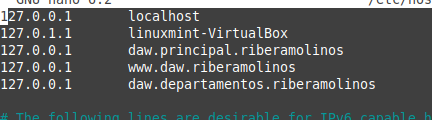 GNU nano 6.2 /etc/hos
127.0.0.1 localhost
127.0.1.1 linuxmint-VirtualBox
127.0.0.1 daw.principal.riberamolinos
127.0.0.1 www.daw.riberamolinos
127.0.0.1 daw.departamentos.riberamolinos
# The following lines are desirable for IPv6 capable h